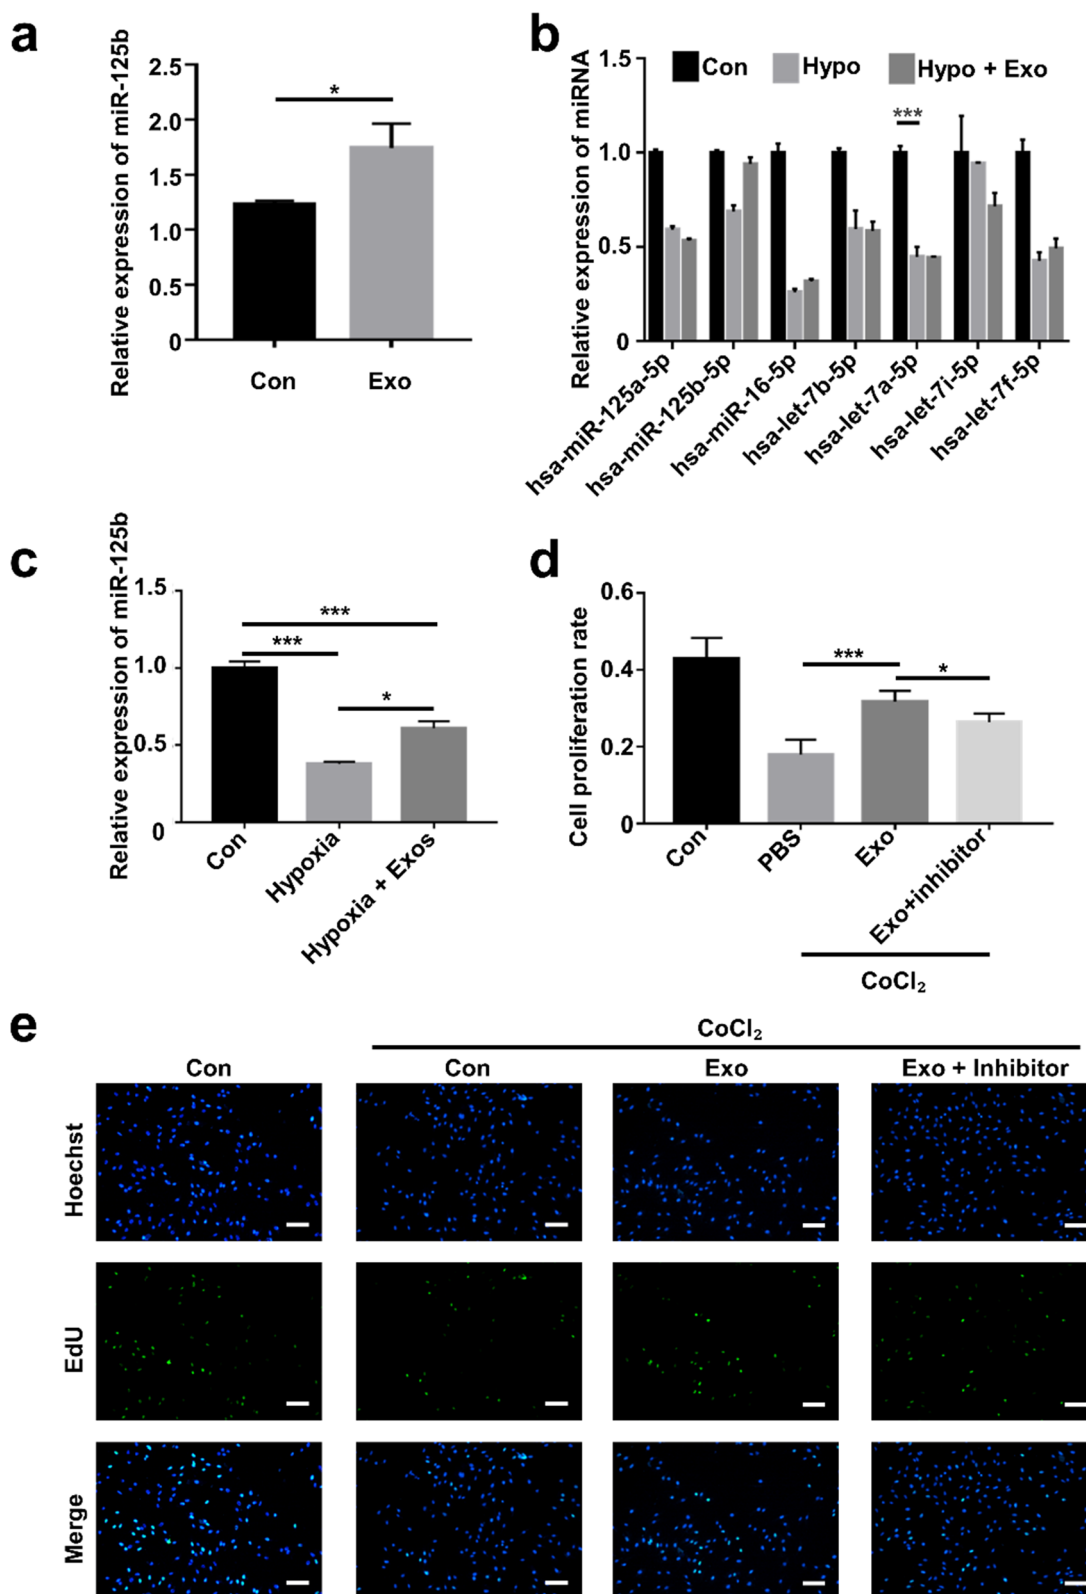 a
Relative expression of miR-125b
2.5
2.0
1.5
1.0
0.5
0
*
Con
Exo
b
Relative expression of miRNA
1.5
1.0
0.5
0
Con
Hypo
Hypo + Exo
***
hsa-miR-125a-5p
hsa-miR-125b-5p
hsa-miR-16-5p
hsa-let-7b-5p
hsa-let-7a-5p
hsa-let-7i-5p
hsa-let-7f-5p
c
Relative expression of miR-125b
1.5
1.0
0.5
0
***
***
*
Con
Hypoxia
Hypoxia + Exos
d
Cell proliferation rate
0.6
0.4
0.2
0
***
*
Con
PBS
Exo
Exo+inhibitor
CoCl₂
e
CoCl₂
Con
Con
Exo
Exo + Inhibitor
Hoechst
EdU
Merge